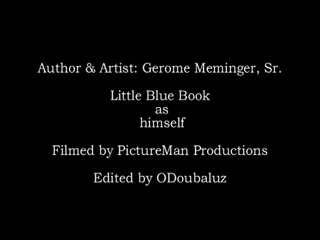 Author & Artist: Gerome Meminger, Sr.
Little Blue Book
as
himself
Filmed by PictureMan Productions
Edited by ODoubaluz